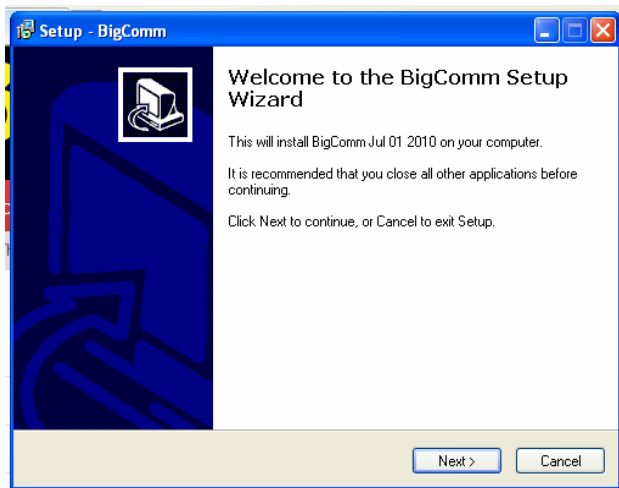 Setup - BigComm
Welcome to the BigComm Setup
Wizard
This will install BigComm Jul 01 2010 on your computer.
It is recommended that you close all other applications before
continuing.
Click Next to continue, or Cancel to exit Setup.
Next >
Cancel